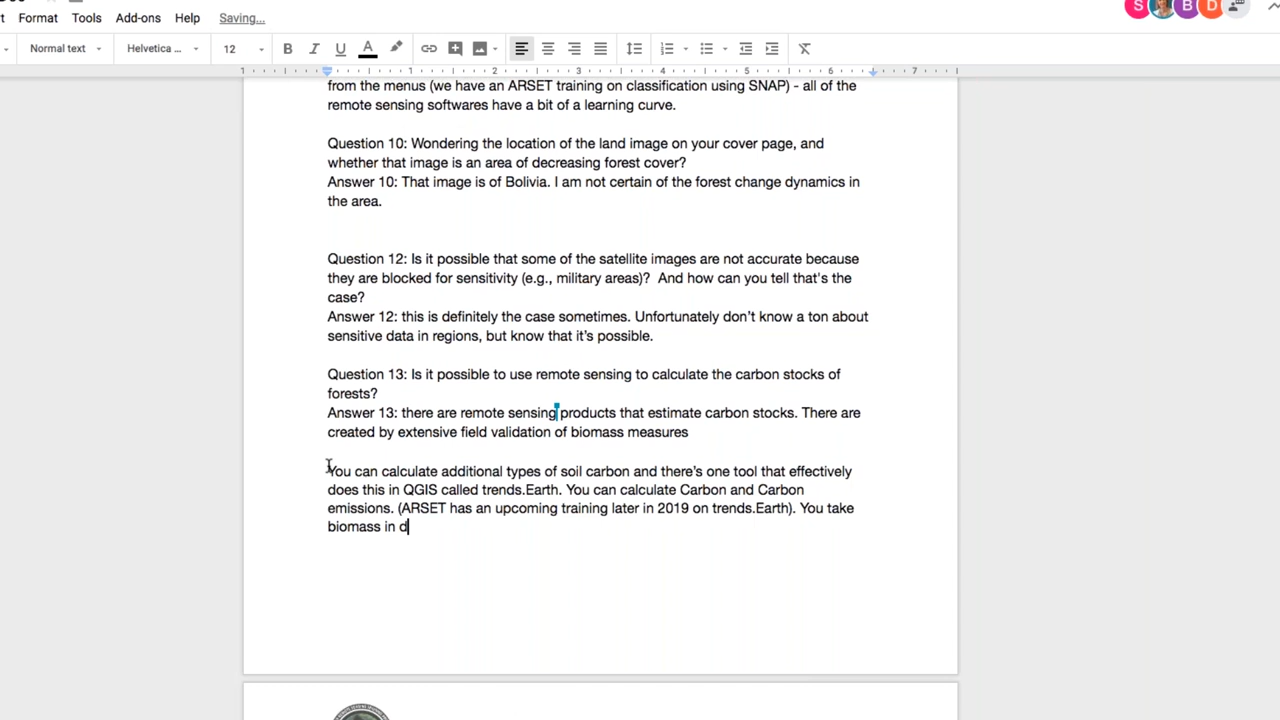 t Format Tools Add-ons Help Saving...
S B D
Normal text Helvetica ... 12 B I U A
1 1 2 3 4 5 6 7
from the menus (we have an ARSET training on classification using SNAP) - all of the
remote sensing softwares have a bit of a learning curve.
Question 10: Wondering the location of the land image on your cover page, and
whether that image is an area of decreasing forest cover?
Answer 10: That image is of Bolivia. I am not certain of the forest change dynamics in
the area.
Question 12: Is it possible that some of the satellite images are not accurate because
they are blocked for sensitivity (e.g., military areas)?  And how can you tell that's the
case?
Answer 12: this is definitely the case sometimes. Unfortunately don’t know a ton about
sensitive data in regions, but know that it’s possible.
Question 13: Is it possible to use remote sensing to calculate the carbon stocks of
forests?
Answer 13: there are remote sensing products that estimate carbon stocks. There are
created by extensive field validation of biomass measures
You can calculate additional types of soil carbon and there’s one tool that effectively
does this in QGIS called trends.Earth. You can calculate Carbon and Carbon
emissions. (ARSET has an upcoming training later in 2019 on trends.Earth). You take
biomass in d